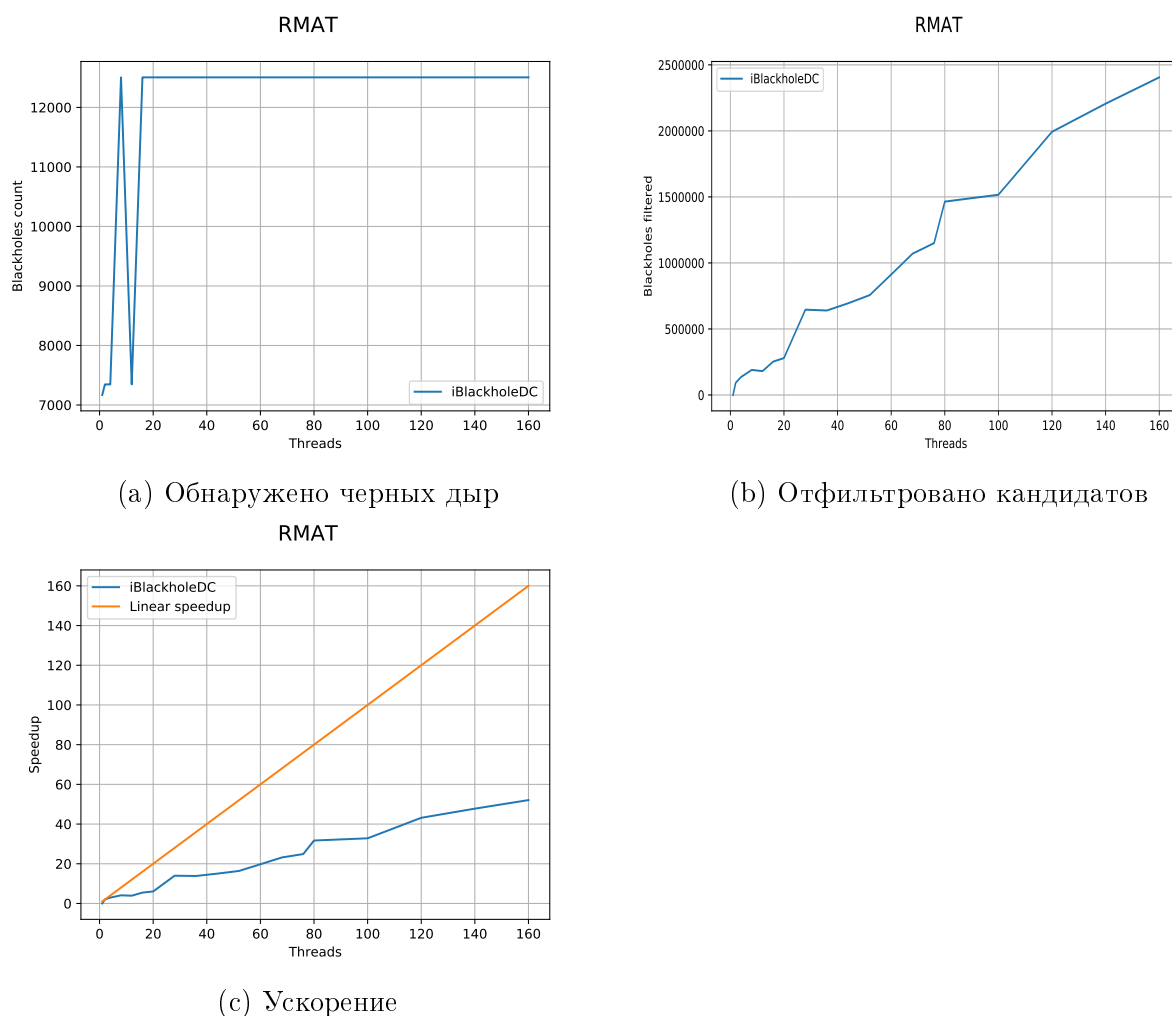 RMAT
12000
11000
10000
9000
8000
7000
Blackholes count
iBlackholeDC
0 20 40 60 80 100 120 140 160
Threads
(a) Обнаружено черных дыр
RMAT
iBlackholeDC
2500000
2000000
1500000
1000000
500000
0
Blackholes filtered
0 20 40 60 80 100 120 140 160
Threads
(b) Отфильтровано кандидатов
RMAT
iBlackholeDC
Linear speedup
160
140
120
100
80
60
40
20
0
Speedup
0 20 40 60 80 100 120 140 160
Threads
(c) Ускорение